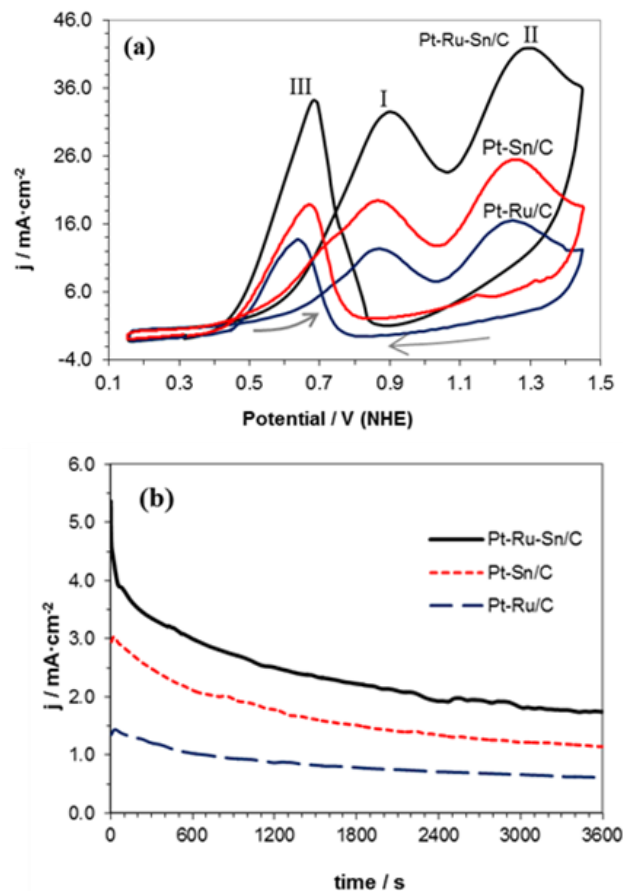 (a)
46.0
36.0
26.0
16.0
6.0
-4.0
j / mA·cm⁻²
0.1 0.3 0.5 0.7 0.9 1.1 1.3 1.5
Potential / V (NHE)
III
I
II
Pt-Ru-Sn/C
Pt-Sn/C
Pt-Ru/C
(b)
6.0
5.0
4.0
3.0
2.0
1.0
0.0
j / mA·cm⁻²
Pt-Ru-Sn/C
Pt-Sn/C
Pt-Ru/C
0 600 1200 1800 2400 3000 3600
time / s